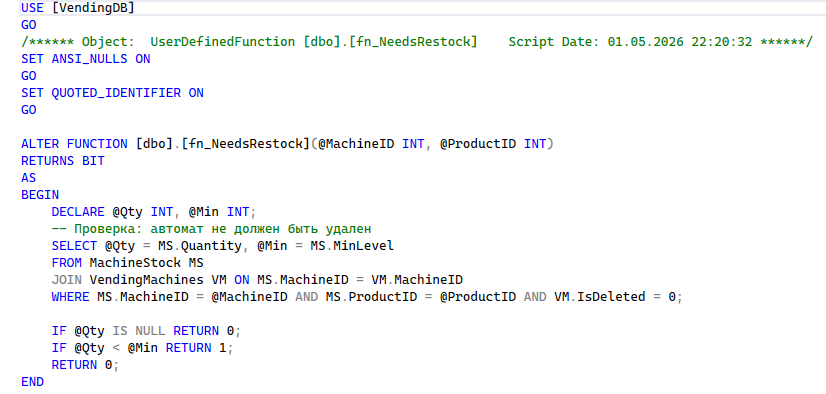 USE [VendingDB]
GO
/****** Object:  UserDefinedFunction [dbo].[fn_NeedsRestock]    Script Date: 01.05.2026 22:20:32 ******/
SET ANSI_NULLS ON
GO
SET QUOTED_IDENTIFIER ON
GO
ALTER FUNCTION [dbo].[fn_NeedsRestock](@MachineID INT, @ProductID INT)
RETURNS BIT
AS
BEGIN
    DECLARE @Qty INT, @Min INT;
    -- Проверка: автомат не должен быть удален
    SELECT @Qty = MS.Quantity, @Min = MS.MinLevel
    FROM MachineStock MS
    JOIN VendingMachines VM ON MS.MachineID = VM.MachineID
    WHERE MS.MachineID = @MachineID AND MS.ProductID = @ProductID AND VM.IsDeleted = 0;
    IF @Qty IS NULL RETURN 0;
    IF @Qty < @Min RETURN 1;
    RETURN 0;
END